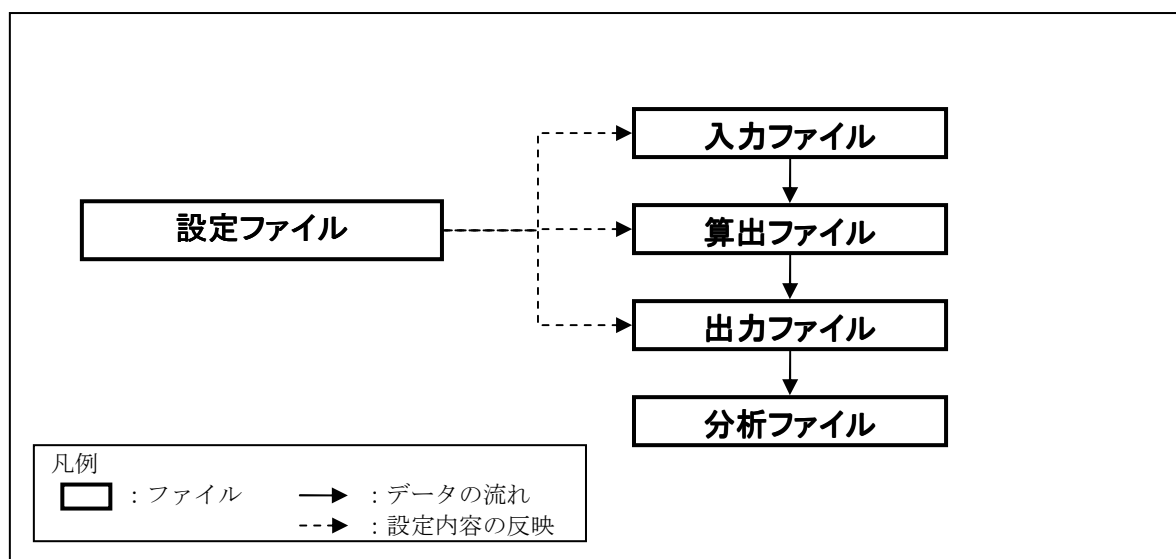 入力ファイル
設定ファイル
算出ファイル
出力ファイル
分析ファイル
凡例
：ファイル
：データの流れ
：設定内容の反映